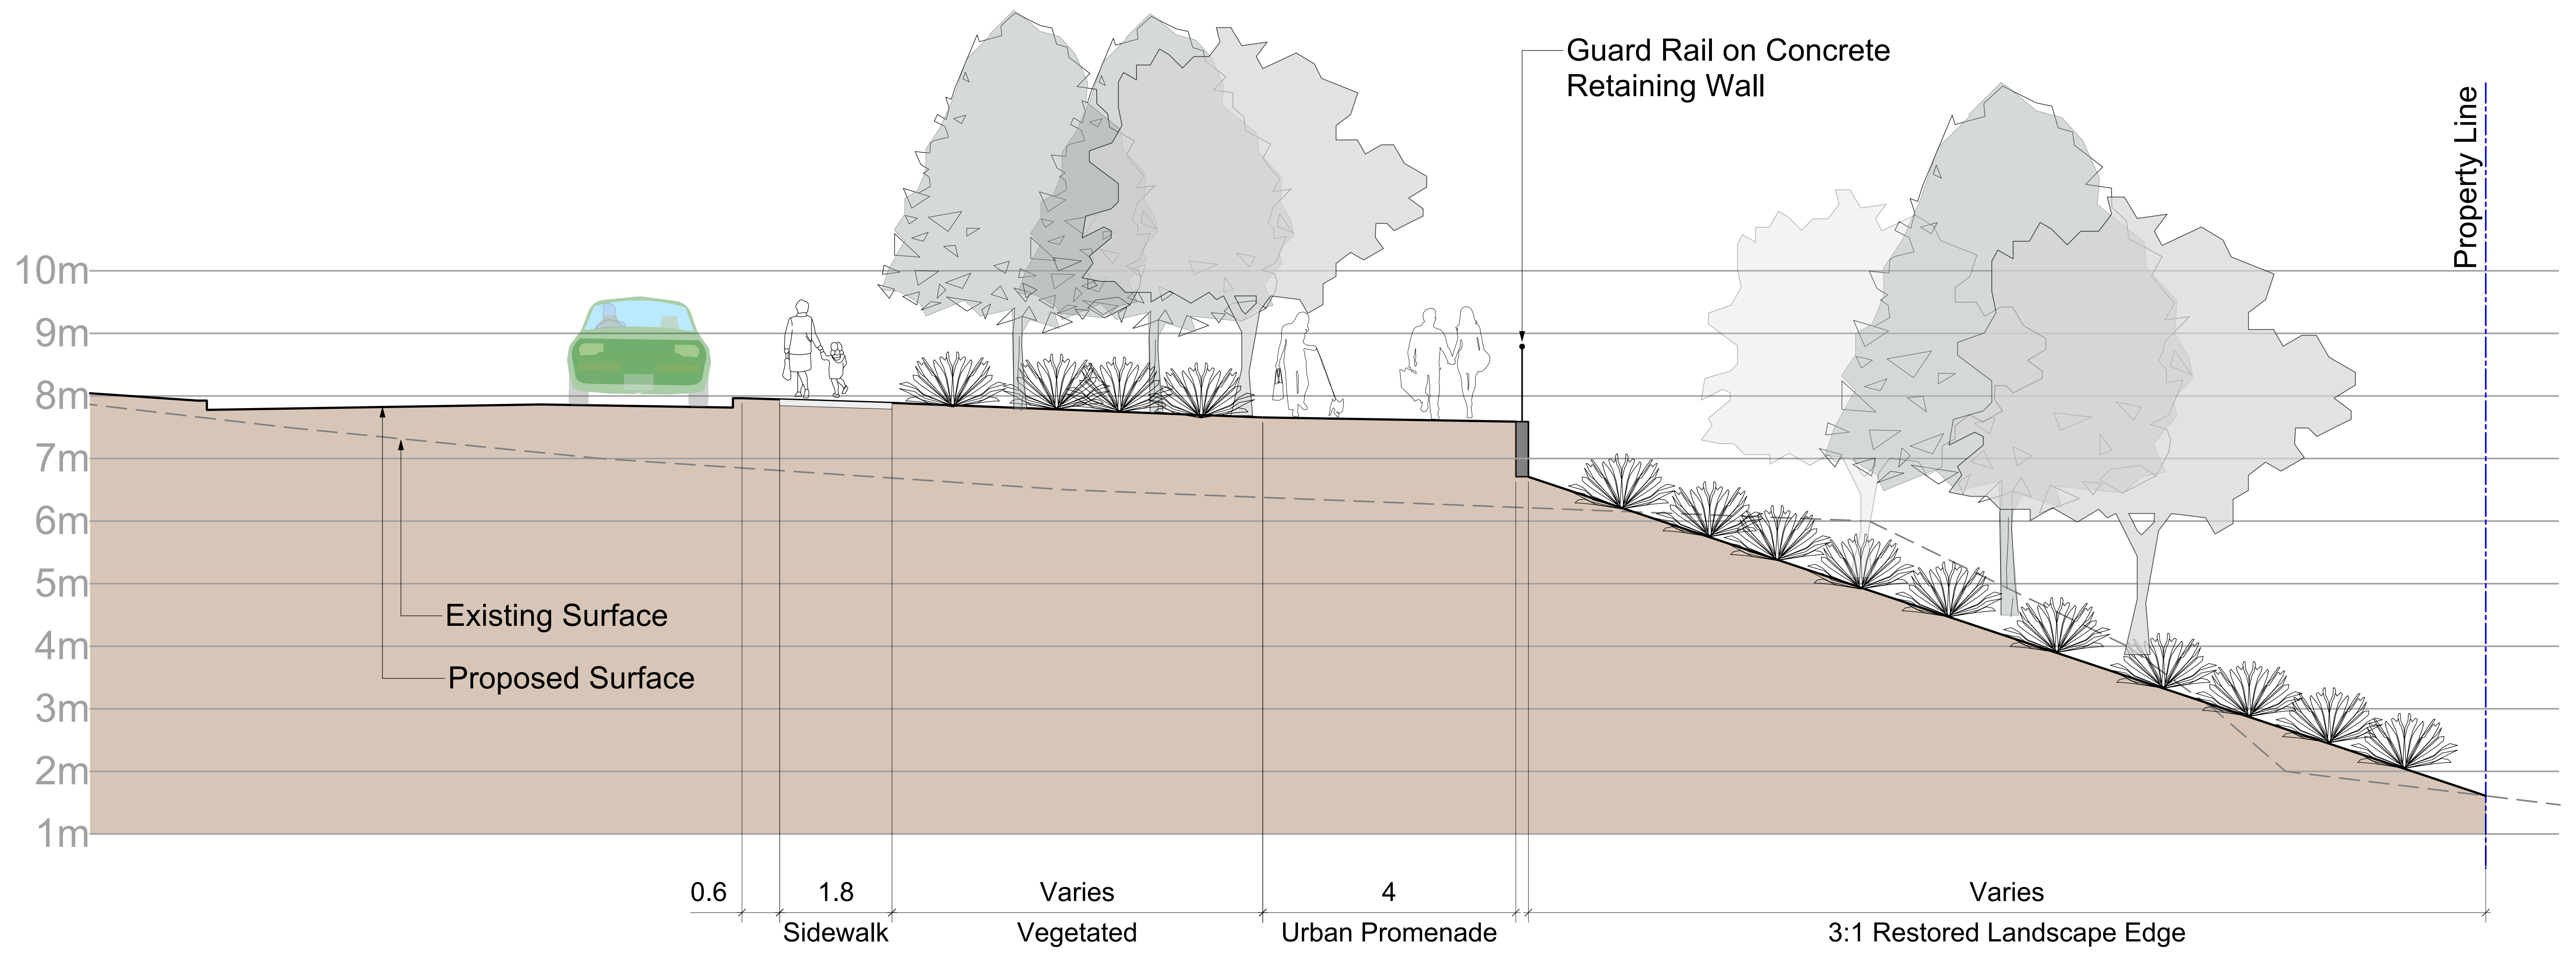 Guard Rail on Concrete
Retaining Wall
Property Line
10m
9m
8m
7m
6m
5m
Existing Surface
4m
Proposed Surface
3m
2m
1m
0.6 1.8 Varies 4 Varies
Sidewalk Vegetated Urban Promenade 3:1 Restored Landscape Edge